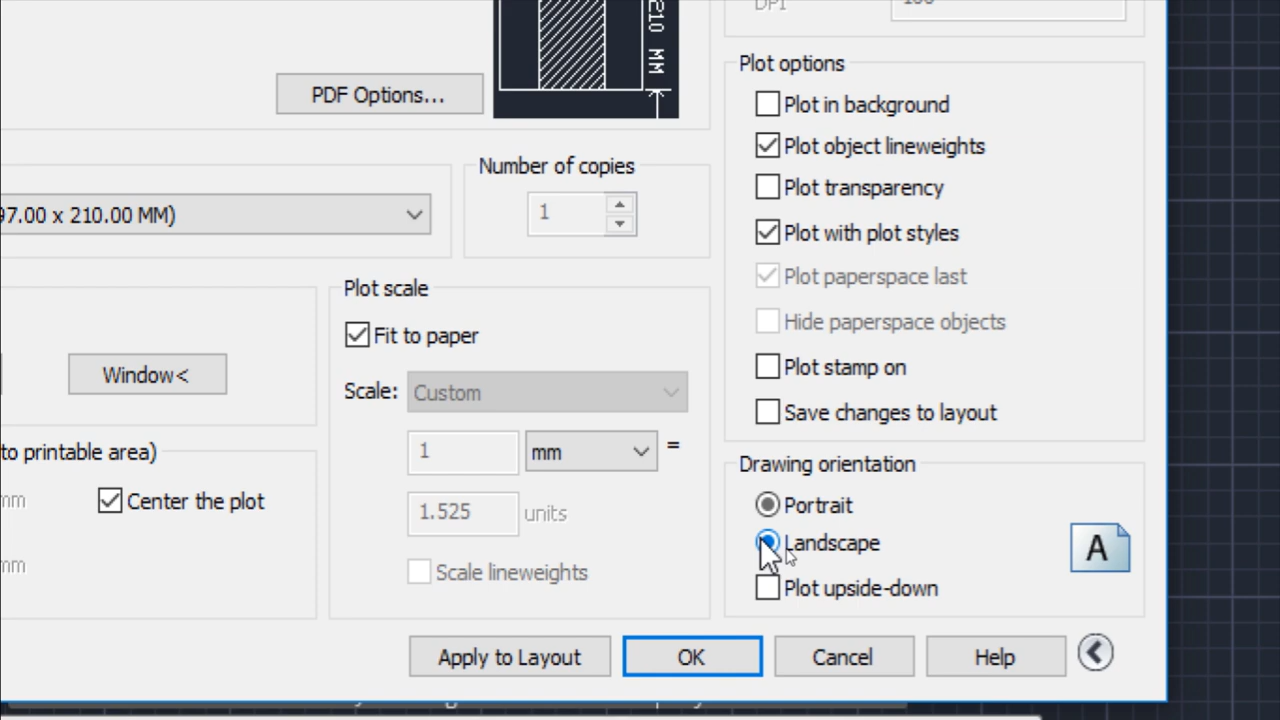 DPI
210 MM
Plot options
PDF Options...
Plot in background
Plot object lineweights
Number of copies
Plot transparency
97.00 x 210.00 MM)
1
Plot with plot styles
Plot paperspace last
Plot scale
Hide paperspace objects
Fit to paper
Window<
Plot stamp on
Scale: Custom
Save changes to layout
to printable area)
1 mm =
Drawing orientation
mm
Center the plot
Portrait
1.525 units
Landscape
A
mm
Scale lineweights
Plot upside-down
Apply to Layout
OK
Cancel
Help